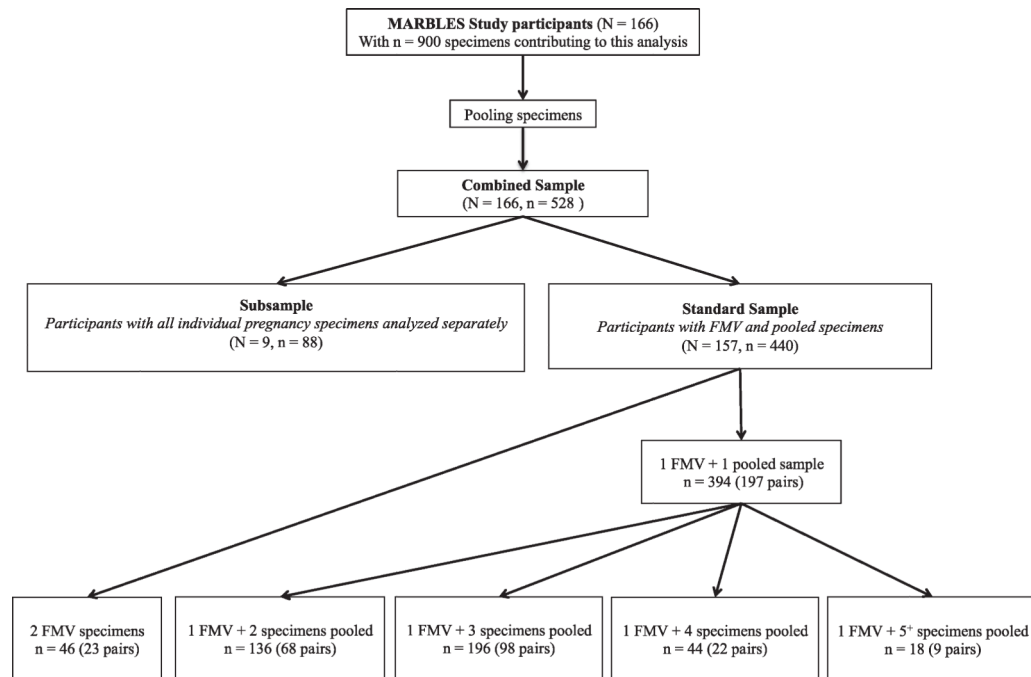 MARBLES Study participants (N = 166)
With n = 900 specimens contributing to this analysis
Pooling specimens
Combined Sample
(N = 166, n = 528 )
Subsample
Participants with all individual pregnancy specimens analyzed separately
(N = 9, n = 88)
Standard Sample
Participants with FMV and pooled specimens
(N = 157, n = 440)
1 FMV + 1 pooled sample
n = 394 (197 pairs)
2 FMV specimens
n = 46 (23 pairs)
1 FMV + 2 specimens pooled
n = 136 (68 pairs)
1 FMV + 3 specimens pooled
n = 196 (98 pairs)
1 FMV + 4 specimens pooled
n = 44 (22 pairs)
1 FMV + 5⁺ specimens pooled
n = 18 (9 pairs)